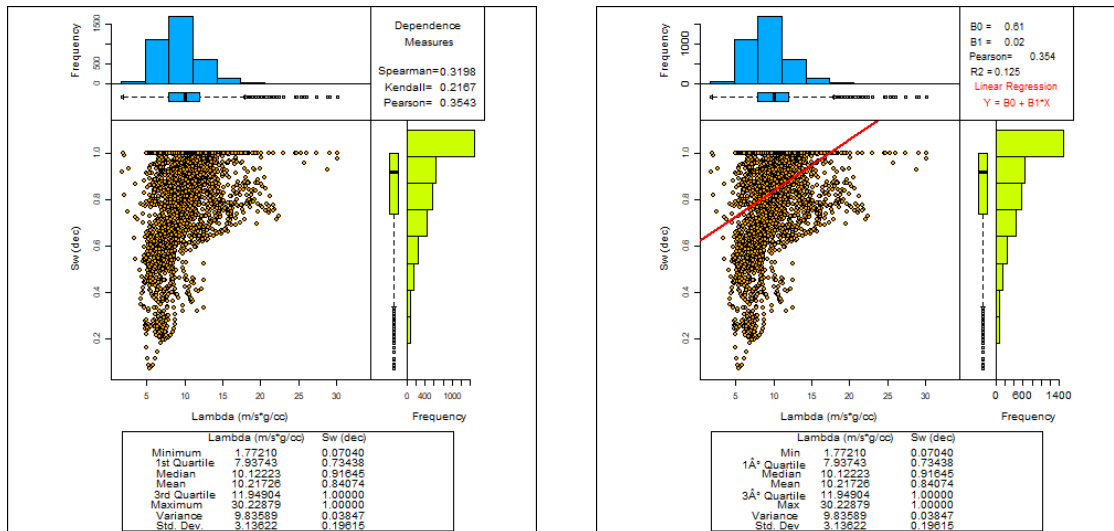 Frequency
0 500 1500
Dependence
Measures
Spearman=0.3198
Kendall=0.2167
Pearson= 0.3543
Sw (dec)
0.2 0.4 0.6 0.8 1.0
5 10 15 20 25 30
Lambda (m/s*g/cc)
0 400 1000
Frequency
Lambda (m/s*g/cc) Sw (dec)
Minimum 1.77210 0.07040
1st Quartile 7.93743 0.73438
Median 10.12223 0.91645
Mean 10.21726 0.84074
3rd Quartile 11.94904 1.00000
Maximum 30.22879 1.00000
Variance 9.83589 0.03847
Std. Dev. 3.13622 0.19615
Frequency
0 1000
B0 = 0.61
B1 = 0.02
Pearson= 0.354
R2 = 0.125
Linear Regression
Y = B0 + B1*X
Sw (dec)
0.2 0.4 0.6 0.8 1.0
5 10 15 20 25 30
Lambda (m/s*g/cc)
0 600 1400
Frequency
Lambda (m/s*g/cc) Sw (dec)
Min 1.77210 0.07040
1Â° Quartile 7.93743 0.73438
Median 10.12223 0.91645
Mean 10.21726 0.84074
3Â° Quartile 11.94904 1.00000
Max 30.22879 1.00000
Variance 9.83589 0.03847
Std. Dev. 3.13622 0.19615